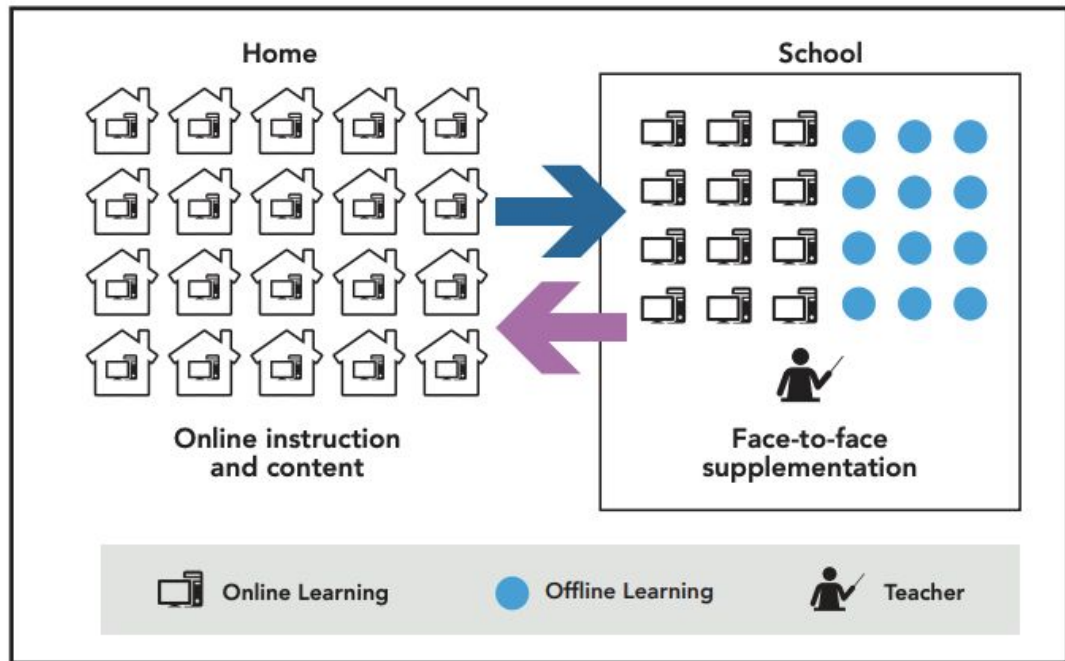 Home
School
Online instruction
and content
Face-to-face
supplementation
Online Learning
Offline Learning
Teacher